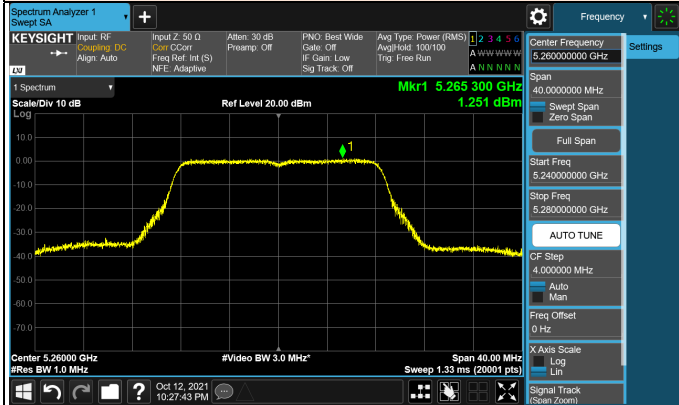 Spectrum Analyzer 1
Swept SA
Frequency
KEYSIGHT
Input: RF
Coupling: DC
Align: Auto
Input Z: 50 Ω
Corr CCorr
Freq Ref: Int (S)
NFE: Adaptive
Atten: 30 dB
Preamp: Off
PNO: Best Wide
Gate: Off
IF Gain: Low
Sig Track: Off
Avg Type: Power (RMS)
Avg|Hold: 100/100
Trig: Free Run
1 2 3 4 5 6
A W W W W W
A N N N N N
LXI
1 Spectrum
Scale/Div 10 dB
Log
Ref Level 20.00 dBm
Mkr1 5.265 300 GHz
1.251 dBm
10.0
0.00
-10.0
-20.0
-30.0
-40.0
-50.0
-60.0
-70.0
1
Center 5.26000 GHz
#Res BW 1.0 MHz
#Video BW 3.0 MHz*
Span 40.00 MHz
Sweep 1.33 ms (20001 pts)
Oct 12, 2021
10:27:43 PM
Center Frequency
5.260000000 GHz
Settings
Span
40.0000000 MHz
Swept Span
Zero Span
Full Span
Start Freq
5.240000000 GHz
Stop Freq
5.280000000 GHz
AUTO TUNE
CF Step
4.000000 MHz
Auto
Man
Freq Offset
0 Hz
X Axis Scale
Log
Lin
Signal Track
(Span Zoom)